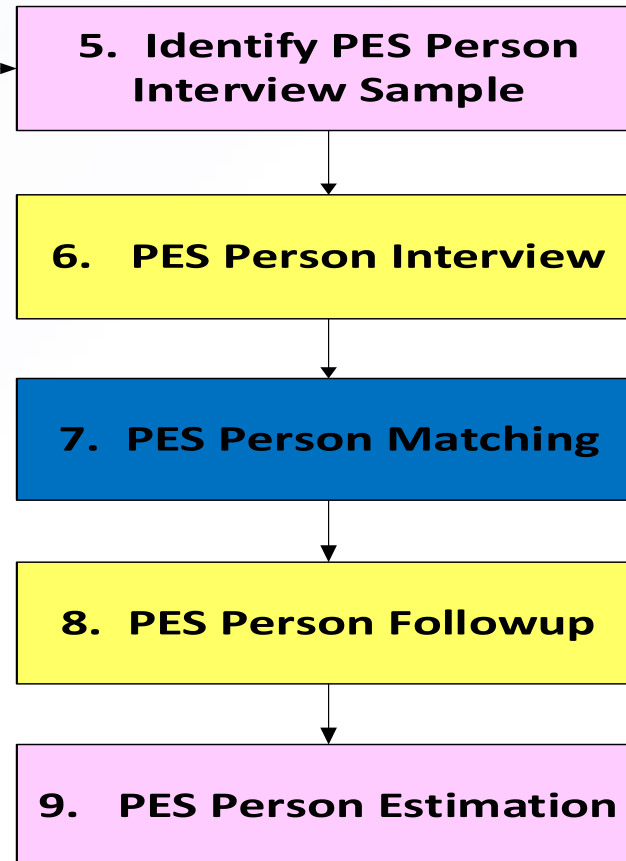 5. Identify PES Person
Interview Sample
6. PES Person Interview
7. PES Person Matching
8. PES Person Followup
9. PES Person Estimation